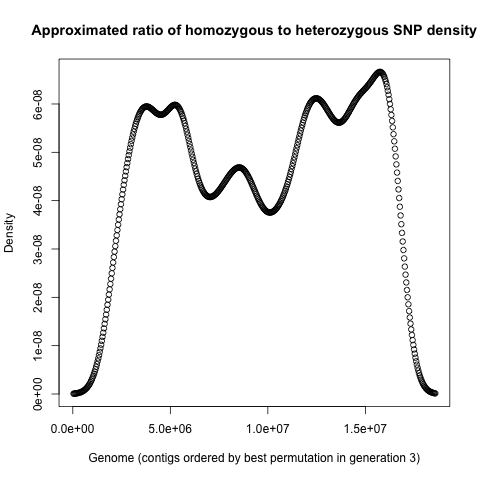 Approximated ratio of homozygous to heterozygous SNP density
Density
6e-08
5e-08
4e-08
3e-08
2e-08
1e-08
0e+00
0.0e+00 5.0e+06 1.0e+07 1.5e+07
Genome (contigs ordered by best permutation in generation 3)